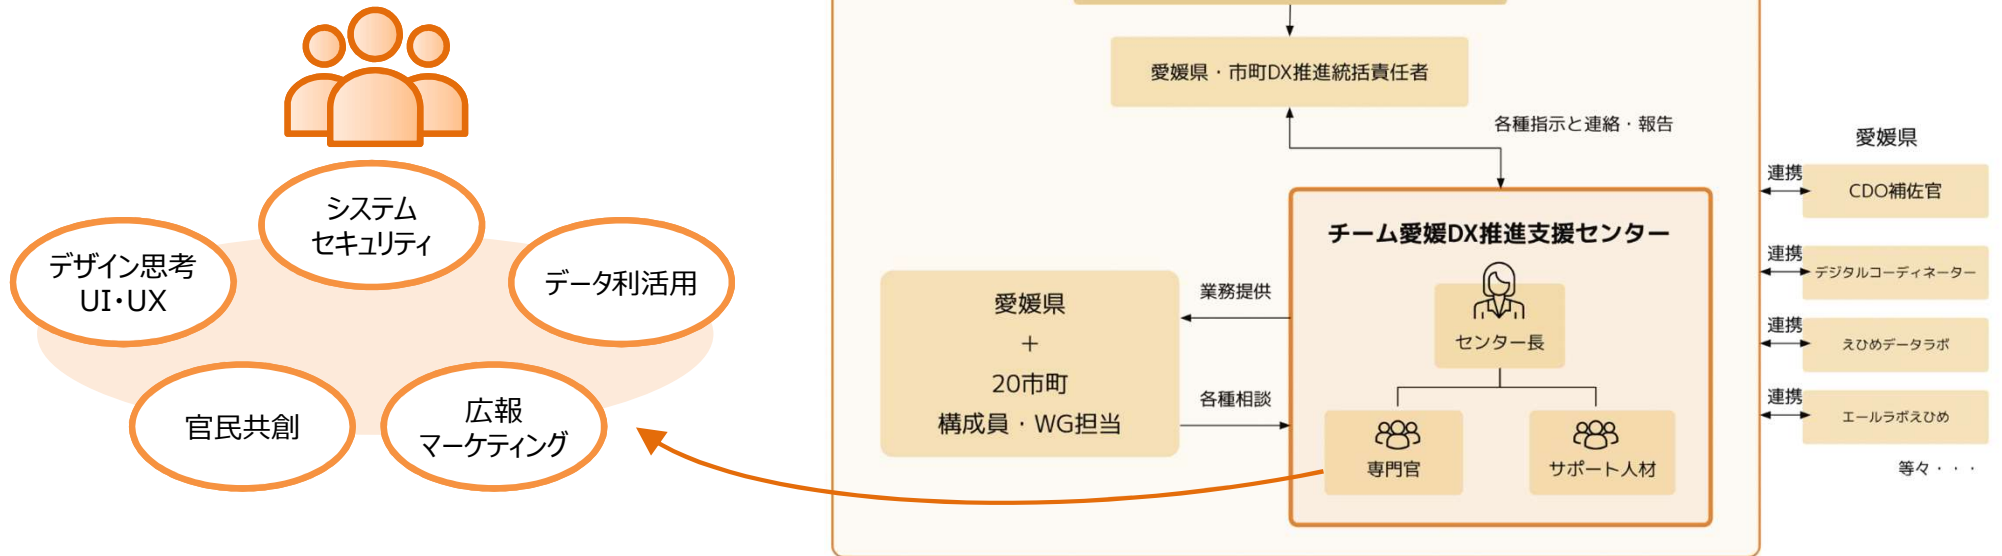 システム
セキュリティ
デザイン思考
UI・UX
データ利活用
官民共創
広報
マーケティング
愛媛県・市町DX推進統括責任者
各種指示と連絡・報告
チーム愛媛DX推進支援センター
センター長
専門官
サポート人材
業務提供
各種相談
愛媛県
+
20市町
構成員・WG担当
愛媛県
連携
CDO補佐官
連携
デジタルコーディネーター
連携
えひめデータラボ
連携
エールラボえひめ
等々・・・